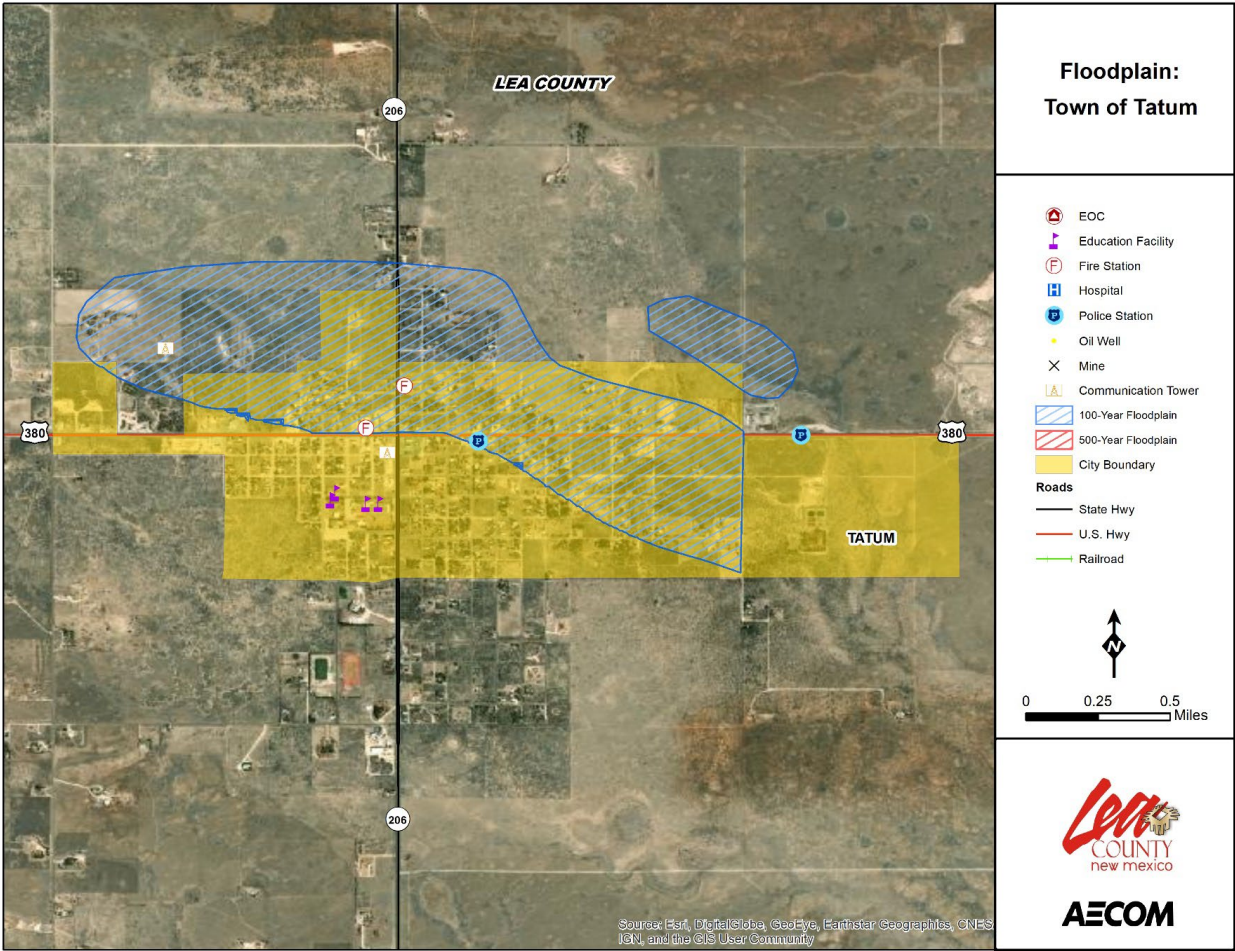 Floodplain:
Town of Tatum
LEA COUNTY
206
380
F
F
P
P
380
TATUM
206
EOC
Education Facility
F Fire Station
H Hospital
P Police Station
Oil Well
Mine
Communication Tower
100-Year Floodplain
500-Year Floodplain
City Boundary
Roads
State Hwy
U.S. Hwy
Railroad
N
0 0.25 0.5
Miles
Lea
COUNTY
new mexico
AECOM
Source: Esri, DigitalGlobe, GeoEye, Earthstar Geographics, CNES
IGN, and the GIS User Community